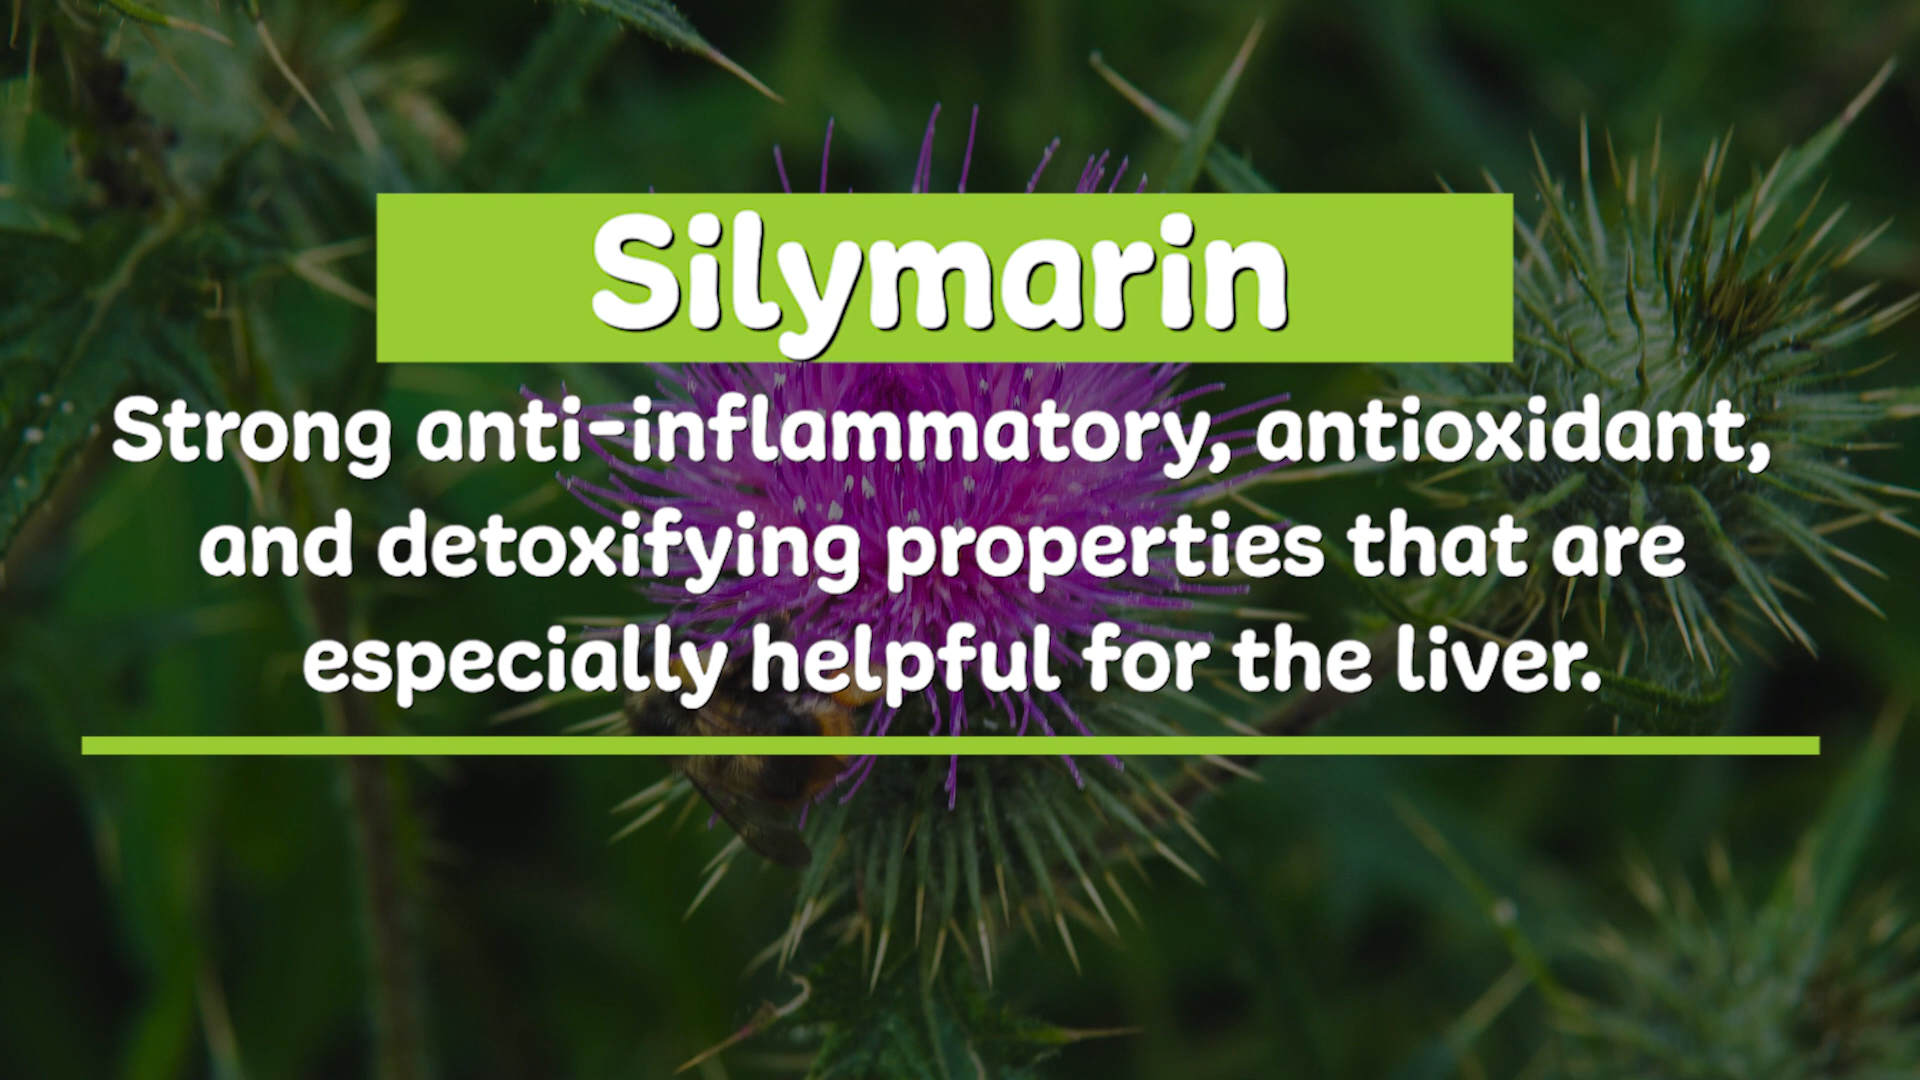 Silymarin
Strong anti-inflammatory, antioxidant,
and detoxifying properties that are
especially helpful for the liver.